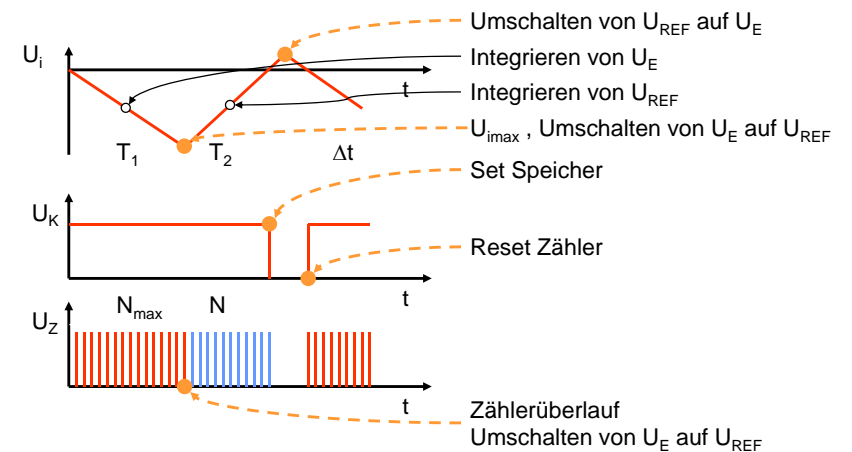 Umschalten von U_REF auf U_E
U_i
Integrieren von U_E
t
Integrieren von U_REF
U_imax , Umschalten von U_E auf U_REF
T_1
T_2
Δt
Set Speicher
U_K
Reset Zähler
t
N_max
N
U_Z
t
Zählerüberlauf
Umschalten von U_E auf U_REF